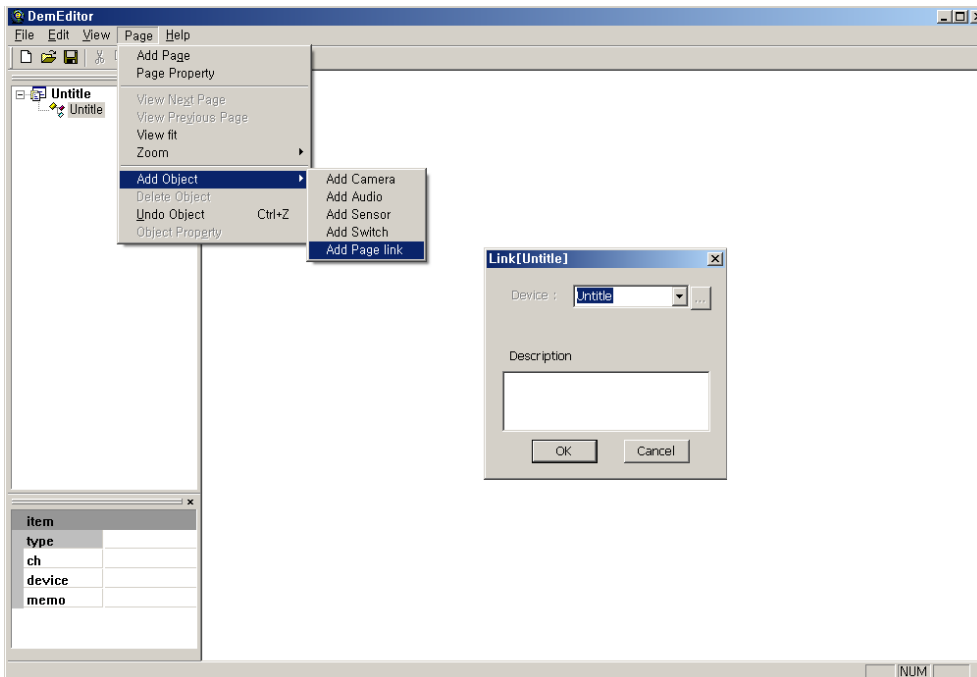 DemEditor
File Edit View Page Help
Add Page
Page Property
View Next Page
View Previous Page
View fit
Zoom
Add Object
Delete Object
Undo Object Ctrl+Z
Object Property
Add Camera
Add Audio
Add Sensor
Add Switch
Add Page link
Untitle
Untitle
Link[Untitle]
Device : Untitle ...
Description
OK Cancel
item
type
ch
device
memo
NUM